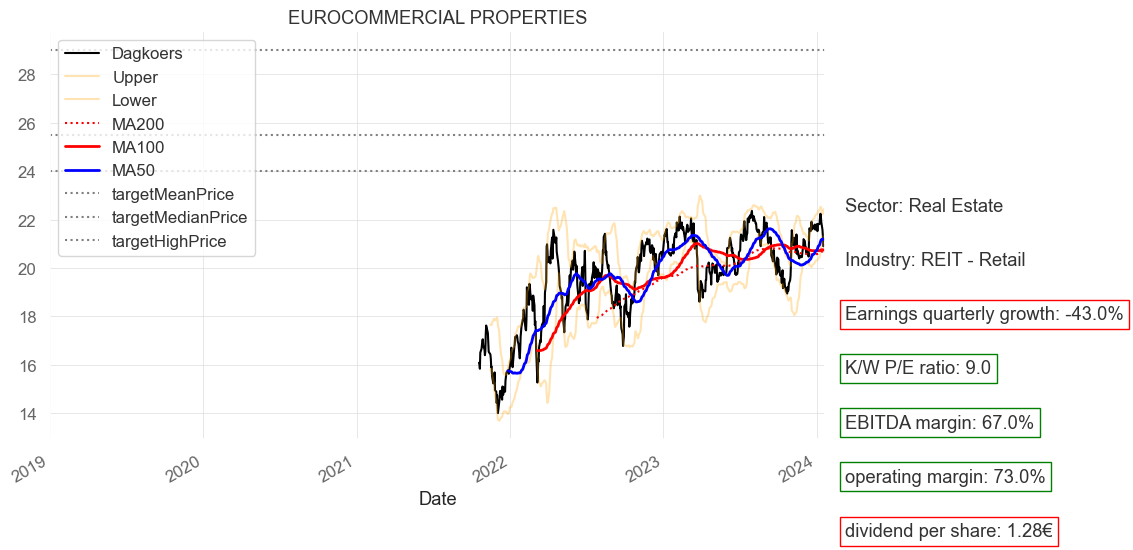 EUROCOMMERCIAL PROPERTIES
Dagkoers
Upper
Lower
MA200
MA100
MA50
targetMeanPrice
targetMedianPrice
targetHighPrice
28
26
24
22
20
18
16
14
2019
2020
2021
2022
2023
2024
Date
Sector: Real Estate
Industry: REIT - Retail
Earnings quarterly growth: -43.0%
K/W P/E ratio: 9.0
EBITDA margin: 67.0%
operating margin: 73.0%
dividend per share: 1.28€